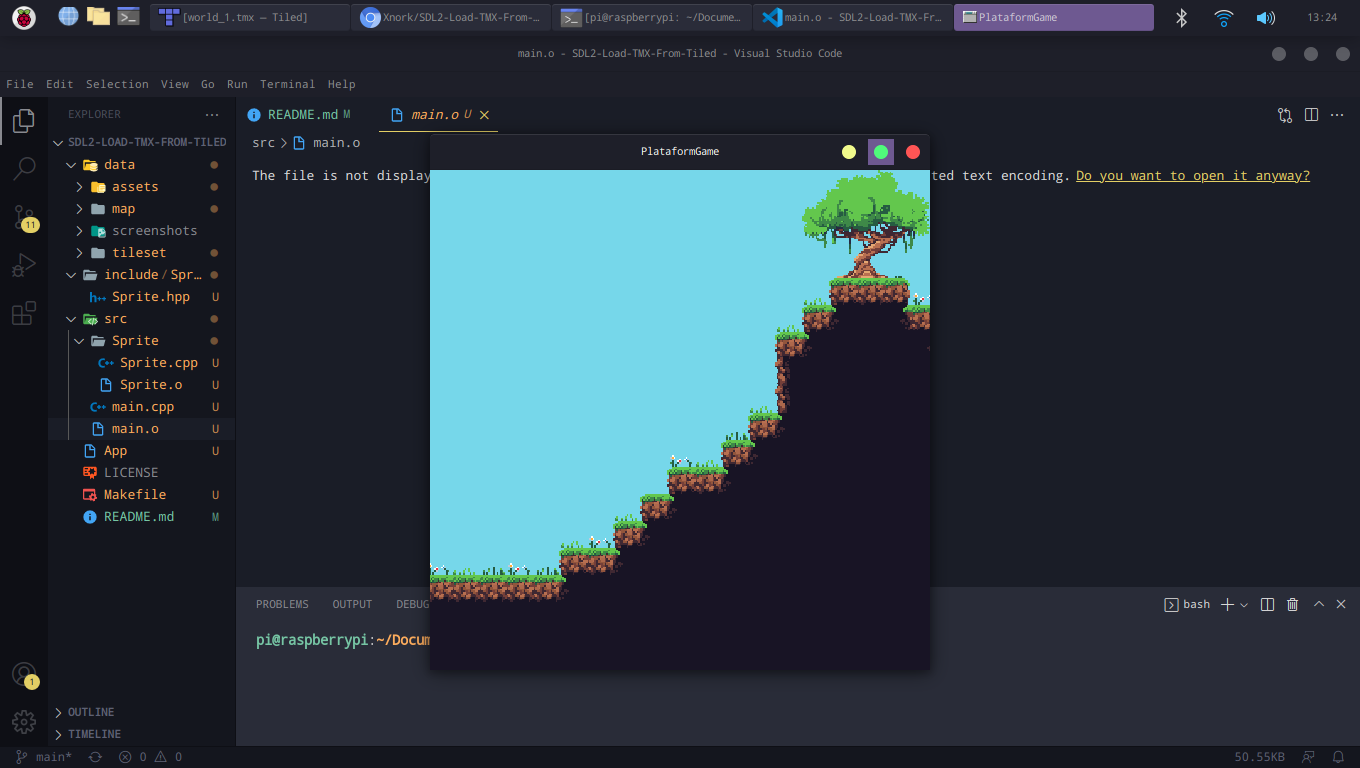 [world_1.tmx — Tiled]
Xnork/SDL2-Load-TMX-From-...
[pi@raspberrypi: ~/Docume...
main.o - SDL2-Load-TMX-Fr...
PlataformGame
13:24
main.o - SDL2-Load-TMX-From-Tiled - Visual Studio Code
File Edit Selection View Go Run Terminal Help
EXPLORER
README.md M
main.o U
SDL2-LOAD-TMX-FROM-TILED
src > main.o
PlataformGame
data
The file is not display
ted text encoding. Do you want to open it anyway?
assets
map
11
screenshots
tileset
include/Spr...
Sprite.hpp U
src
Sprite
Sprite.cpp U
Sprite.o U
main.cpp U
main.o U
App U
LICENSE
Makefile U
README.md M
PROBLEMS OUTPUT DEBUG
bash
pi@raspberrypi:~/Docum
1
OUTLINE
TIMELINE
main* 0 0
50.55KB